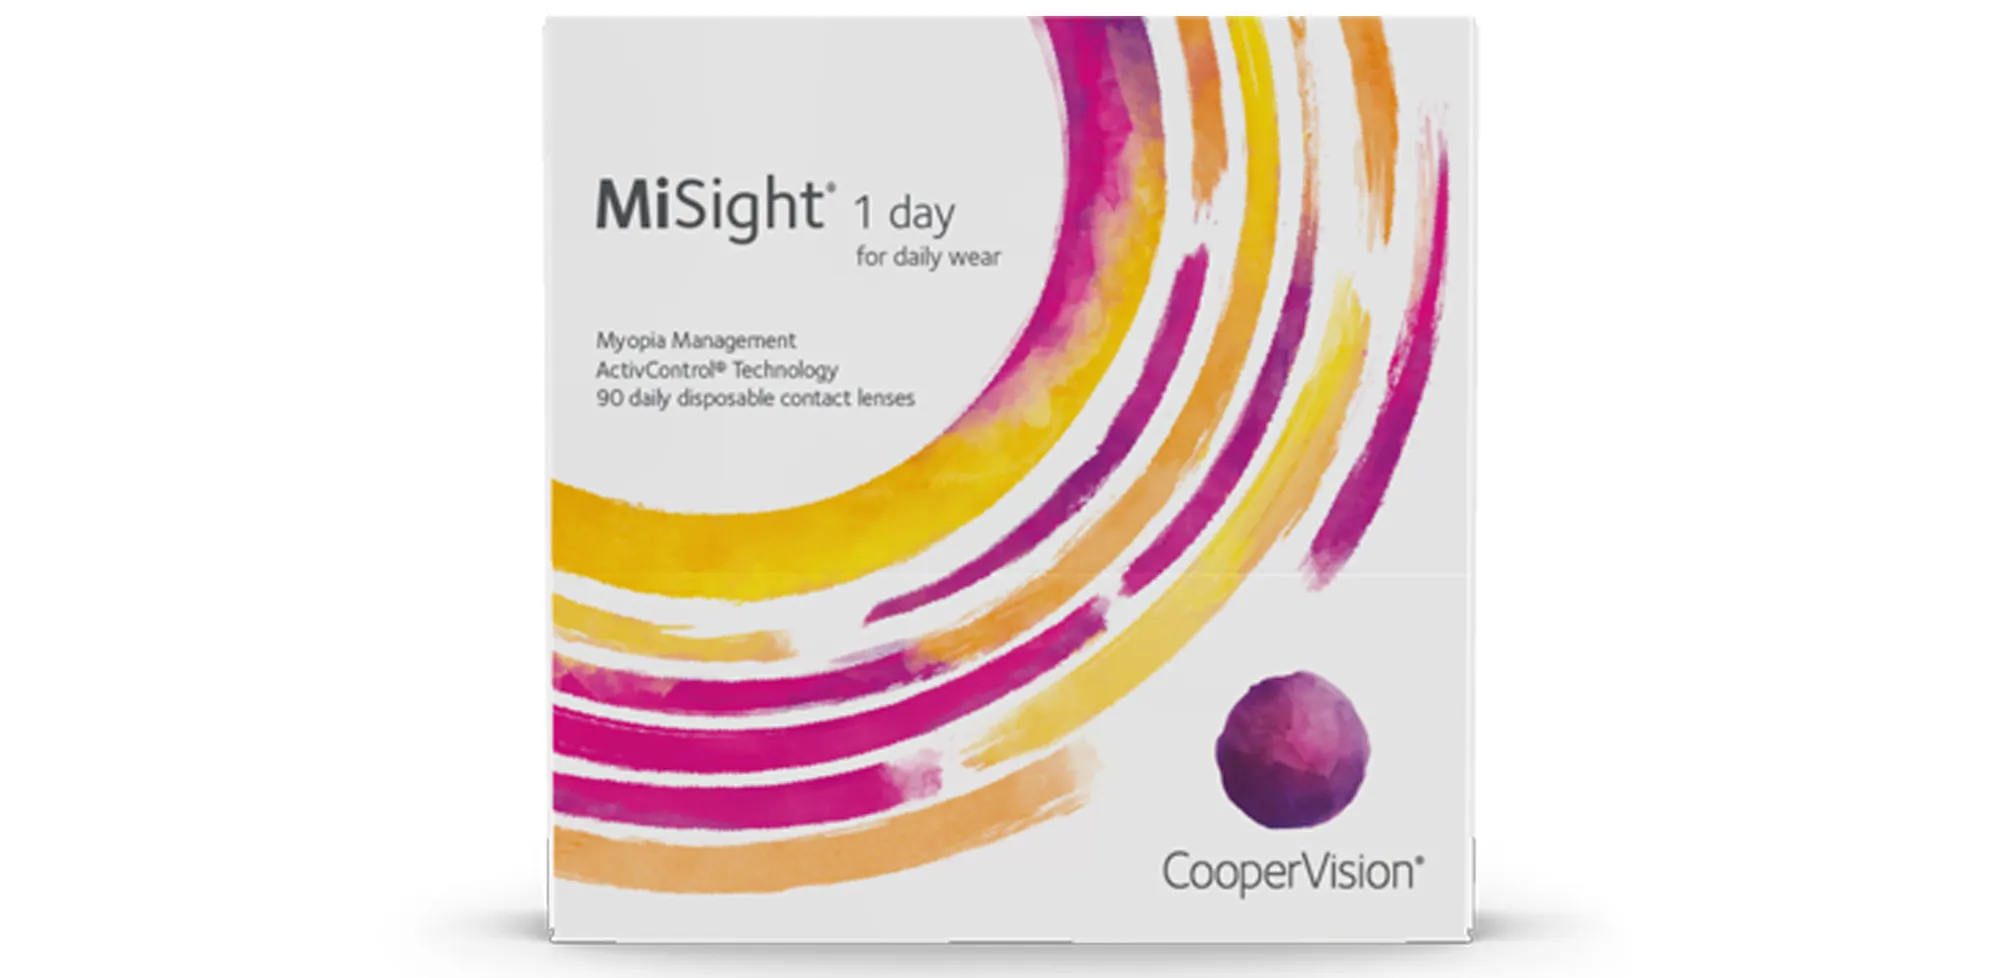 MiSight® 1 day
for daily wear
Myopia Management
ActivControl® Technology
90 daily disposable contact lenses
CooperVision®